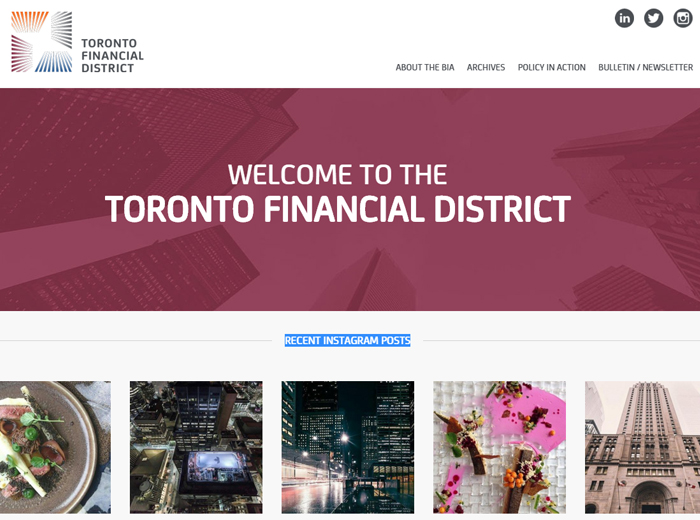 TORONTO
FINANCIAL
DISTRICT
ABOUT THE BIA ARCHIVES POLICY IN ACTION BULLETIN / NEWSLETTER
WELCOME TO THE
TORONTO FINANCIAL DISTRICT
RECENT INSTAGRAM POSTS